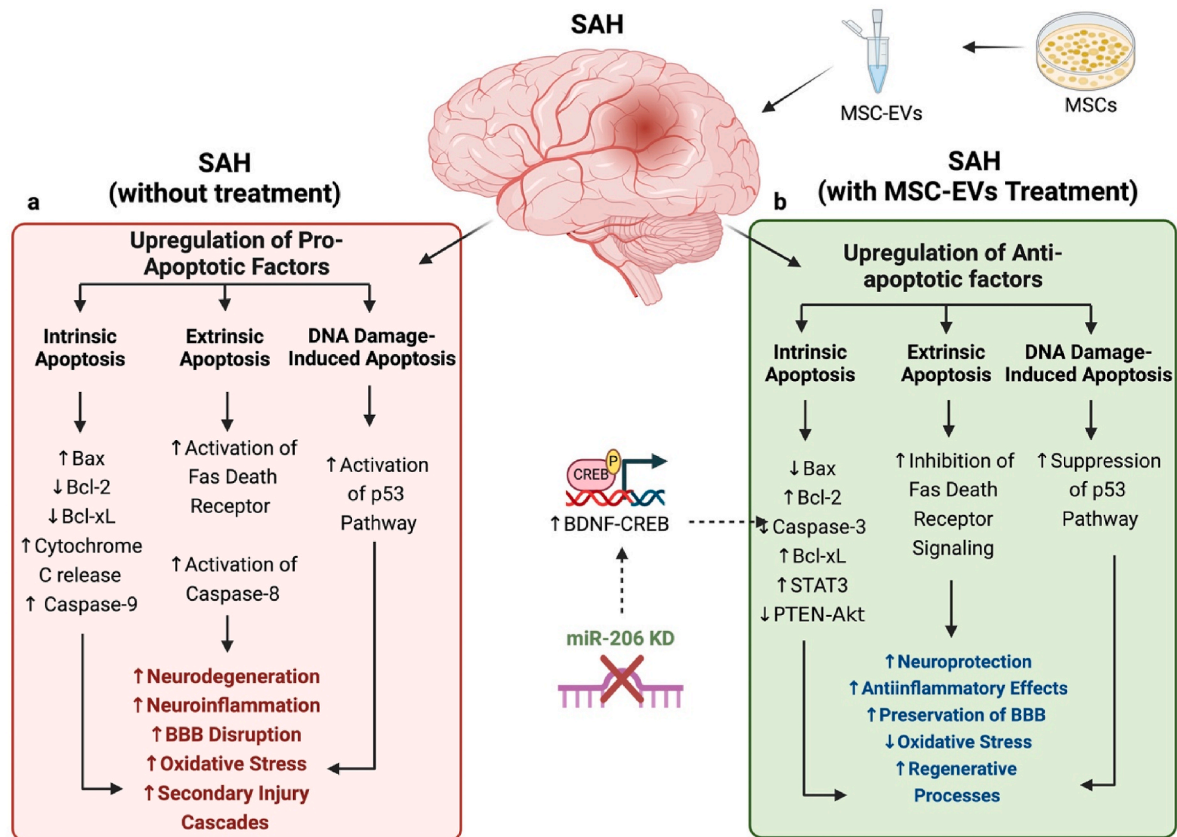 SAH
MSC-EVs
MSCs
SAH
(without treatment)
a
Upregulation of Pro-
Apoptotic Factors
Intrinsic
Apoptosis
↑Bax
↓Bcl-2
↓Bcl-xL
↑Cytochrome
C release
↑ Caspase-9
Extrinsic
Apoptosis
↑Activation of
Fas Death
Receptor
↑Activation of
Caspase-8
DNA Damage-
Induced Apoptosis
↑Activation
of p53
Pathway
↑Neurodegeneration
↑Neuroinflammation
↑BBB Disruption
↑Oxidative Stress
↑Secondary Injury
Cascades
CREB
P
↑BDNF-CREB
miR-206 KD
SAH
(with MSC-EVs Treatment)
b
Upregulation of Anti-
apoptotic factors
Intrinsic
Apoptosis
↓Bax
↑Bcl-2
↓Caspase-3
↑Bcl-xL
↑STAT3
↓PTEN-Akt
Extrinsic
Apoptosis
↑Inhibition of
Fas Death
Receptor
Signaling
DNA Damage-
Induced Apoptosis
↑Suppression
of p53
Pathway
↑Neuroprotection
↑Antiinflammatory Effects
↑Preservation of BBB
↓Oxidative Stress
↑Regenerative
Processes